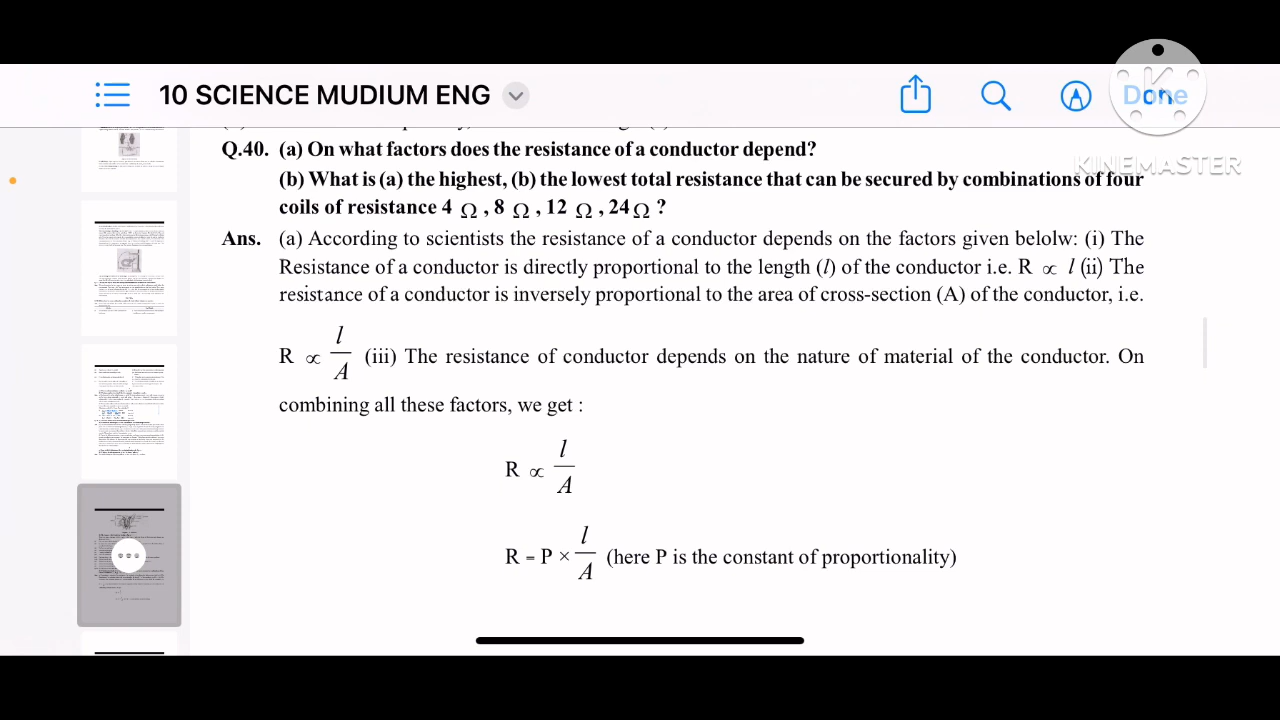 10 SCIENCE MUDIUM ENG
Done
KINEMASTER
Q.40. (a) On what factors does the resistance of a conductor depend?
(b) What is (a) the highest, (b) the lowest total resistance that can be secured by combinations of four
coils of resistance 4 Ω , 8 Ω , 12 Ω , 24 Ω ?
Ans. (a) According to scientists the resistance of a conductor depends on the factors given belolw: (i) The
Resistance of a conductor is directly proportional to the length (l) of the conductor i.e. R ∝ l (ii) The
resistance of a conductor is inversely proportional to the area of cross-section (A) of the conductor, i.e.
R ∝ l/A (iii) The resistance of conductor depends on the nature of material of the conductor. On
combining all these factors, we get :
R ∝ l/A
R = P × l/A (here P is the constant of proportionality)